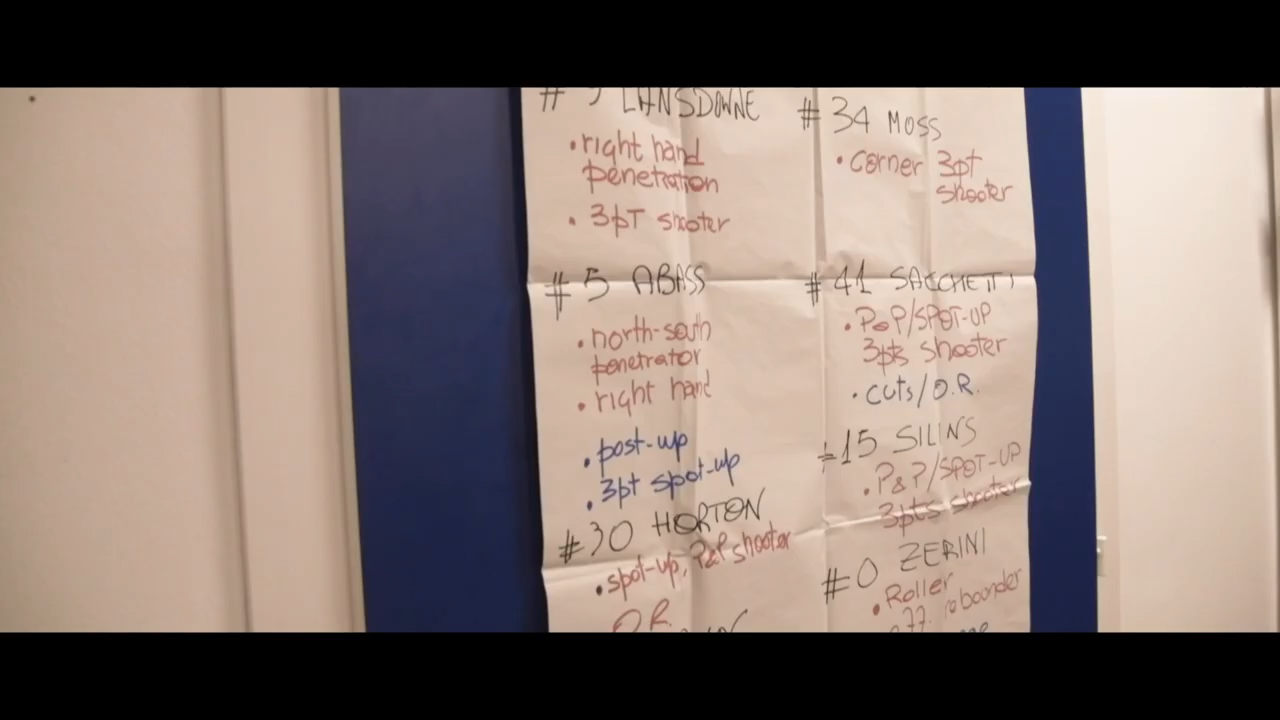 # LANSDOWNE
• right hand
penetration
• 3pT shooter
# 5 ABASS
• north-south
penetrator
• right hand
• post-up
• 3pt spot-up
#30 HORTON
• spot-up, P&P shooter
O.R.
# 34 MOSS
• corner 3pt
shooter
# 41 SACCHETTI
• P&P/SPOT-UP
3pts shooter
• cuts/O.R.
#15 SILINS
• P&P/SPOT-UP
3pts shooter
#0 ZERINI
• Roller
off. rebounder